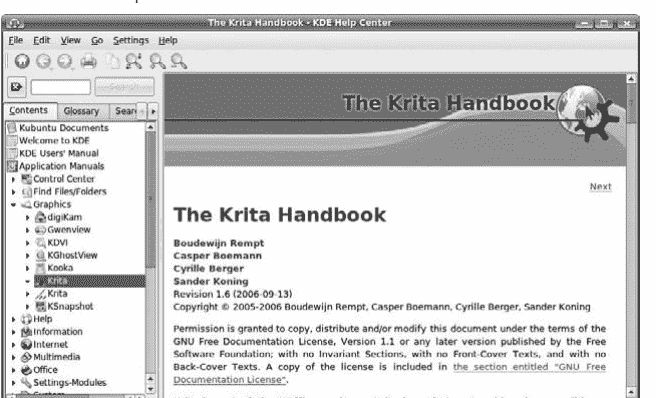 The Krita Handbook - KDE Help Center
File Edit View Go Settings Help
Search
Contents Glossary Sear
Kubuntu Documents
Welcome to KDE
KDE Users' Manual
Application Manuals
Control Center
Find Files/Folders
Graphics
digiKam
Gwenview
KDVI
KGhostView
Kooka
Krita
Krita
KSnapshot
Help
Information
Internet
Multimedia
Office
Settings-Modules
System
The Krita Handbook
Next
The Krita Handbook
Boudewijn Rempt
Casper Boemann
Cyrille Berger
Sander Koning
Revision 1.6 (2006-09-13)
Copyright © 2005-2006 Boudewijn Rempt, Casper Boemann, Cyrille Berger, Sander Koning
Permission is granted to copy, distribute and/or modify this document under the terms of the
GNU Free Documentation License, Version 1.1 or any later version published by the Free
Software Foundation; with no Invariant Sections, with no Front-Cover Texts, and with no
Back-Cover Texts. A copy of the license is included in the section entitled "GNU Free
Documentation License".